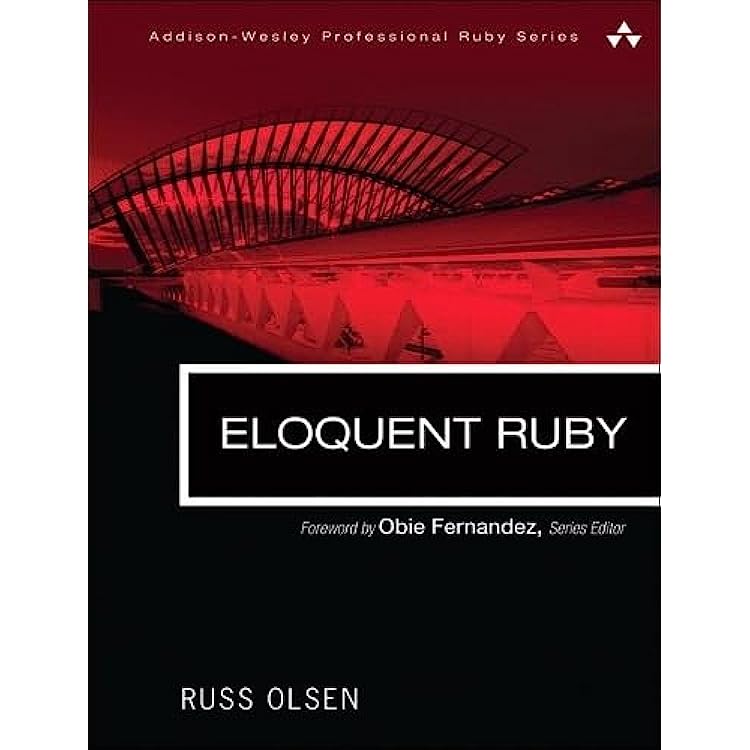 Addison-Wesley Professional Ruby Series
ELOQUENT RUBY
Foreword by Obie Fernandez, Series Editor
RUSS OLSEN